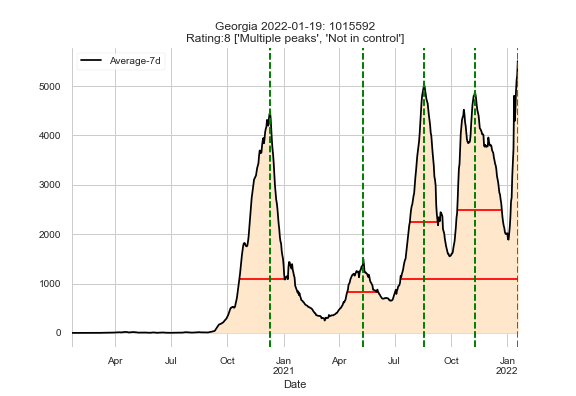 Georgia 2022-01-19: 1015592
Rating:8 ['Multiple peaks', 'Not in control']
Average-7d
5000
4000
3000
2000
1000
0
Apr
Jul
Oct
Jan
2021
Apr
Jul
Oct
Jan
2022
Date